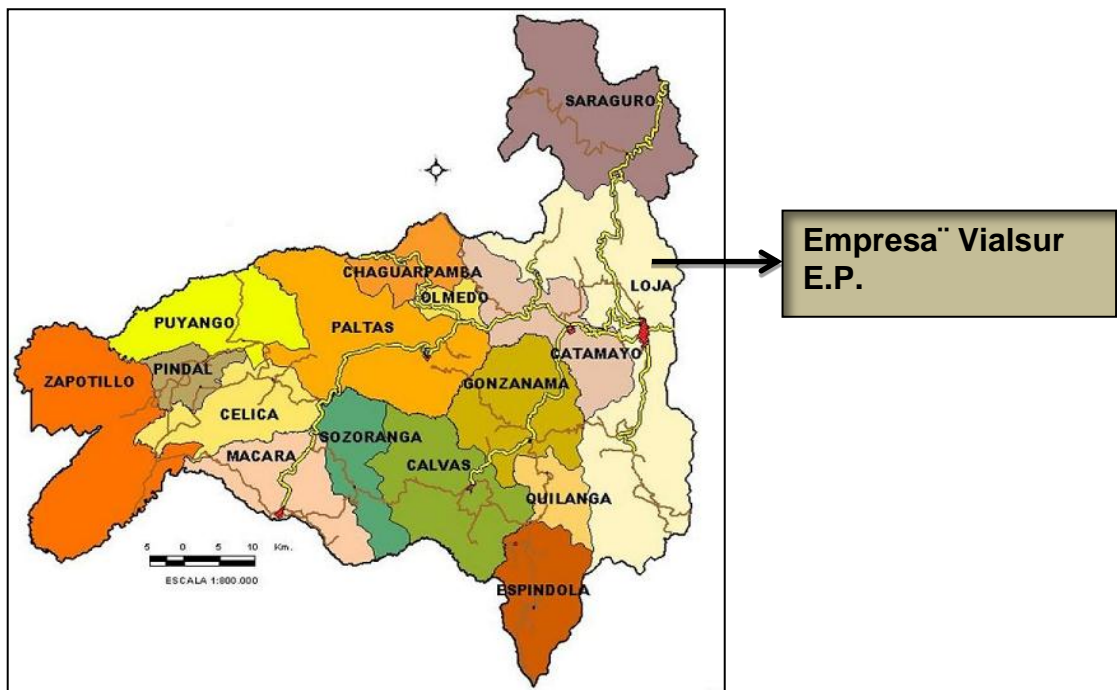 SARAGURO
CHAGUARPAMBA
OLMEDO
LOJA
PUYANGO
PALTAS
CATAMAYO
ZAPOTILLO
PINDAL
GONZANAMA
CELICA
SOZORANGA
MACARA
CALVAS
QUILANGA
ESPINDOLA
5 0 5 10 Km.
ESCALA 1:800.000
Empresa¨ Vialsur
E.P.